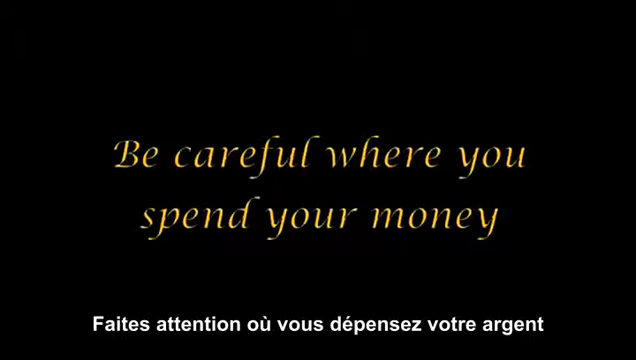 Be careful where you
spend your money
Faites attention où vous dépensez votre argent